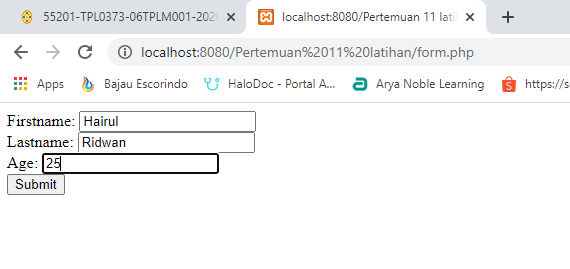 55201-TPL0373-06TPLM001-202
localhost:8080/Pertemuan 11 lati
localhost:8080/Pertemuan%2011%20latihan/form.php
Apps Bajau Escorindo HaloDoc - Portal A... Arya Noble Learning https://s
Firstname: Hairul
Lastname: Ridwan
Age: 25
Submit